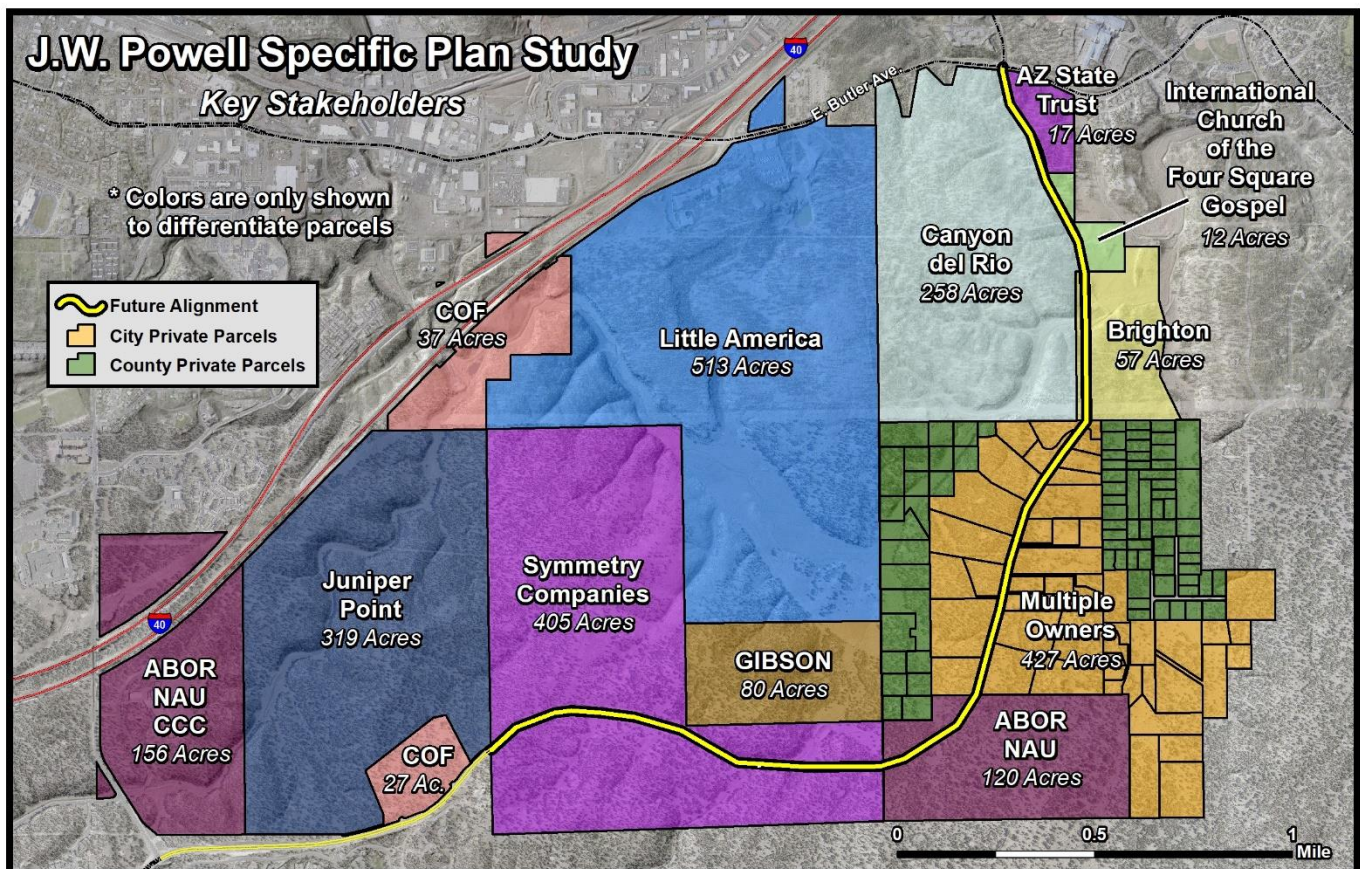 J.W. Powell Specific Plan Study
Key Stakeholders
* Colors are only shown
to differentiate parcels
Future Alignment
City Private Parcels
County Private Parcels
40
E. Butler Ave.
AZ State
Trust
17 Acres
International
Church
of the
Four Square
Gospel
12 Acres
COF
37 Acres
Little America
513 Acres
Canyon
del Rio
258 Acres
Brighton
57 Acres
40
ABOR
NAU
CCC
156 Acres
Juniper
Point
319 Acres
Symmetry
Companies
405 Acres
GIBSON
80 Acres
Multiple
Owners
427 Acres
COF
27 Ac.
ABOR
NAU
120 Acres
0 0.5 1
Mile